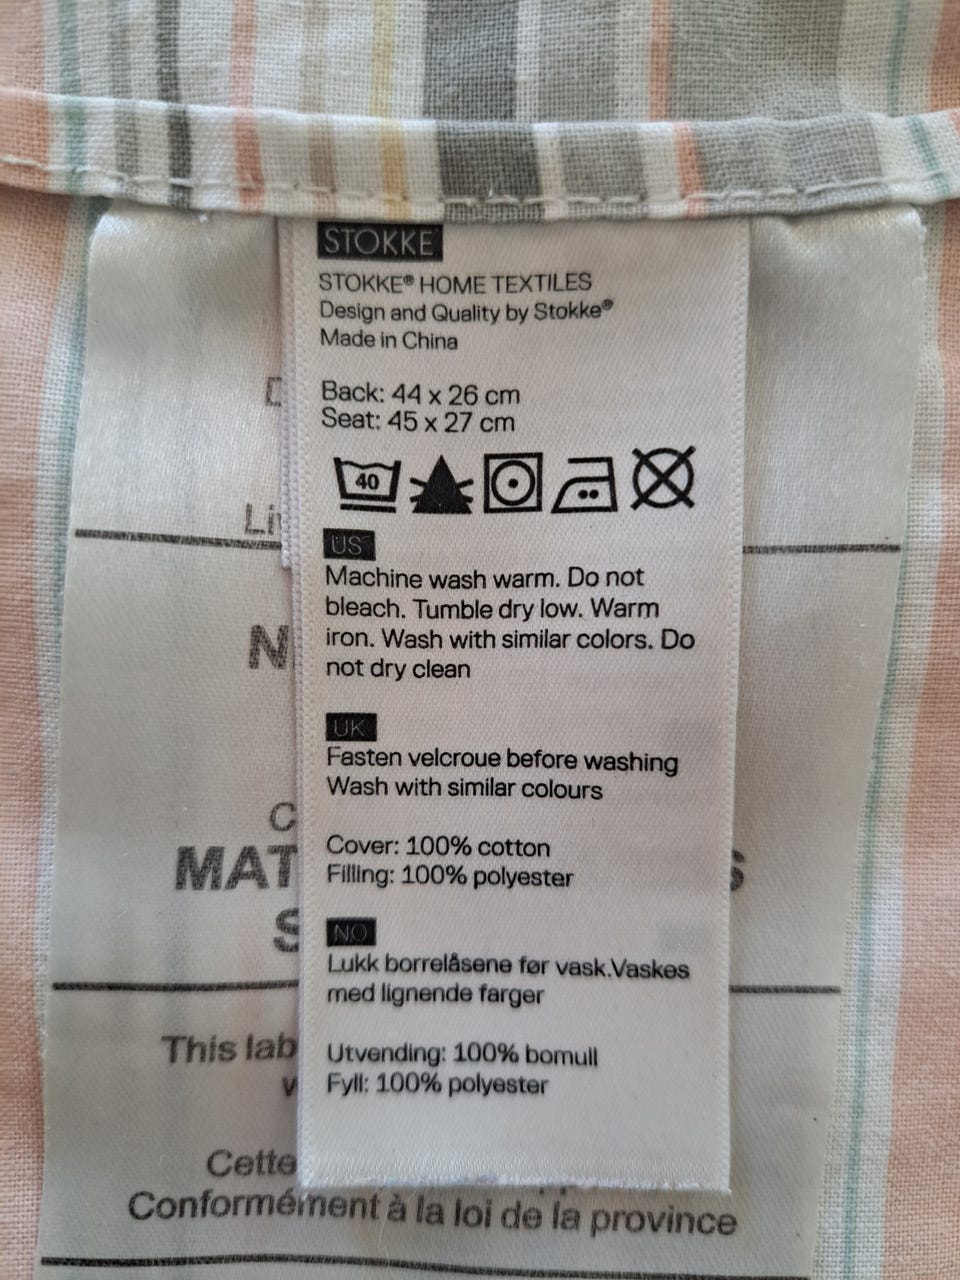 STOKKE
STOKKE® HOME TEXTILES
Design and Quality by Stokke®
Made in China
Back: 44 x 26 cm
Seat: 45 x 27 cm
40
US
Machine wash warm. Do not
bleach. Tumble dry low. Warm
iron. Wash with similar colors. Do
not dry clean
UK
Fasten velcroue before washing
Wash with similar colours
Cover: 100% cotton
Filling: 100% polyester
NO
Lukk borrelåsene før vask.Vaskes
med lignende farger
Utvending: 100% bomull
Fyll: 100% polyester
This
Cette
Conformément à la loi de la province